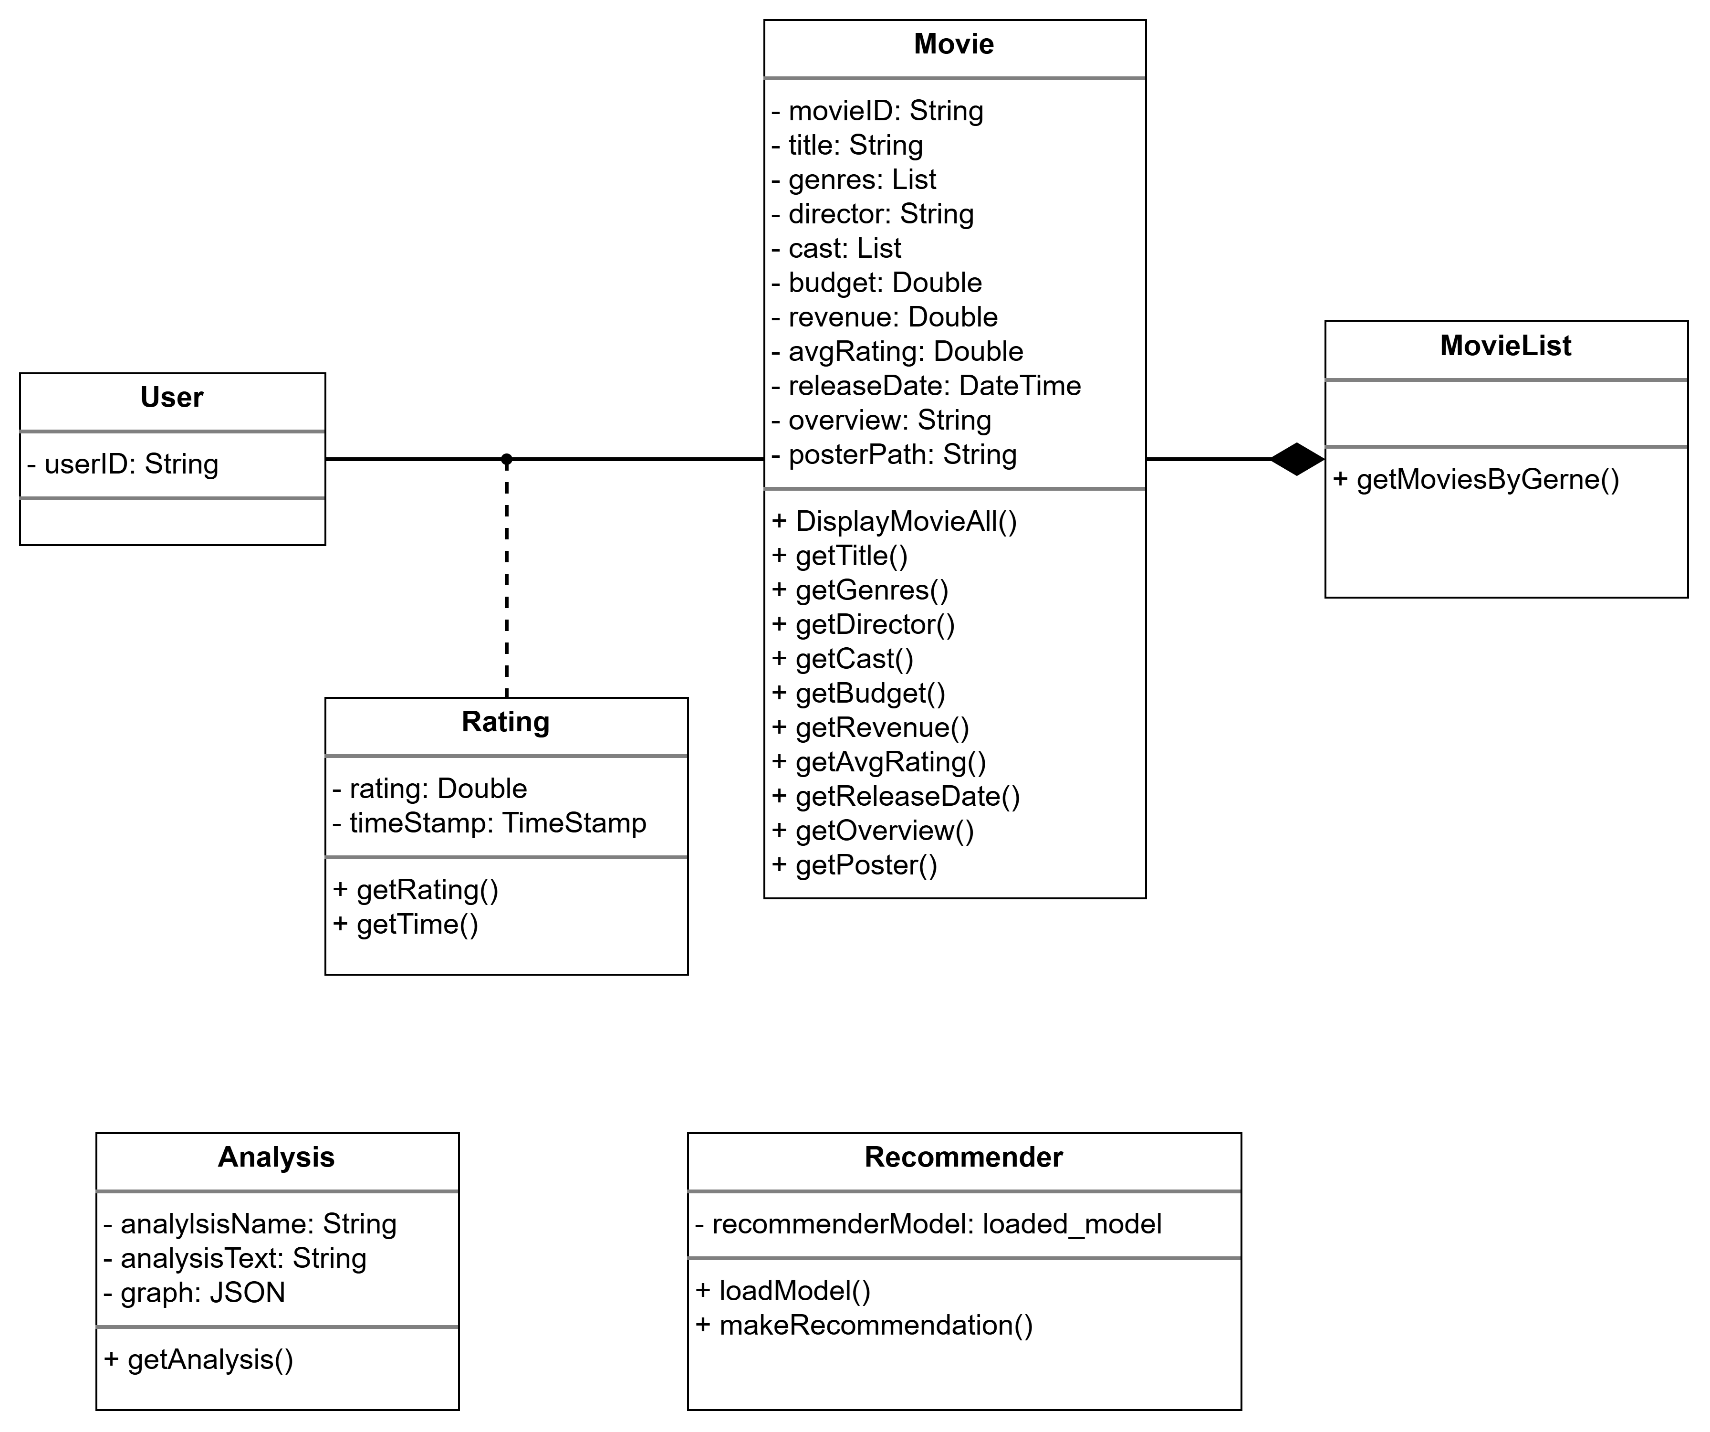 Movie
- movieID: String
- title: String
- genres: List
- director: String
- cast: List
- budget: Double
- revenue: Double
- avgRating: Double
- releaseDate: DateTime
- overview: String
- posterPath: String
+ DisplayMovieAll()
+ getTitle()
+ getGenres()
+ getDirector()
+ getCast()
+ getBudget()
+ getRevenue()
+ getAvgRating()
+ getReleaseDate()
+ getOverview()
+ getPoster()
MovieList
+ getMoviesByGerne()
User
- userID: String
Rating
- rating: Double
- timeStamp: TimeStamp
+ getRating()
+ getTime()
Analysis
- analylsisName: String
- analysisText: String
- graph: JSON
+ getAnalysis()
Recommender
- recommenderModel: loaded_model
+ loadModel()
+ makeRecommendation()